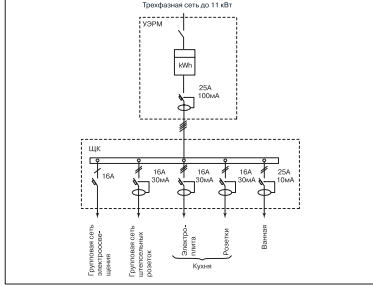 Трехфазная сеть до 11 кВт
УЭРМ
kWh
25А
100мА
ЩК
16А
16А
30мА
16А
30мА
16А
30мА
25А
10мА
Групповая сеть
электроосве-
щения
Групповая сеть
штепсельных
розеток
Электро-
плита
Розетки
Ванная
Кухня